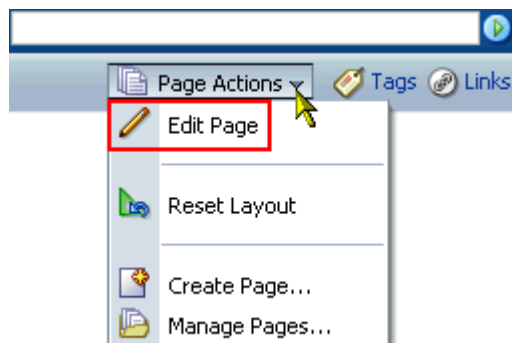 Page Actions Tags Links
Edit Page
Reset Layout
Create Page...
Manage Pages...